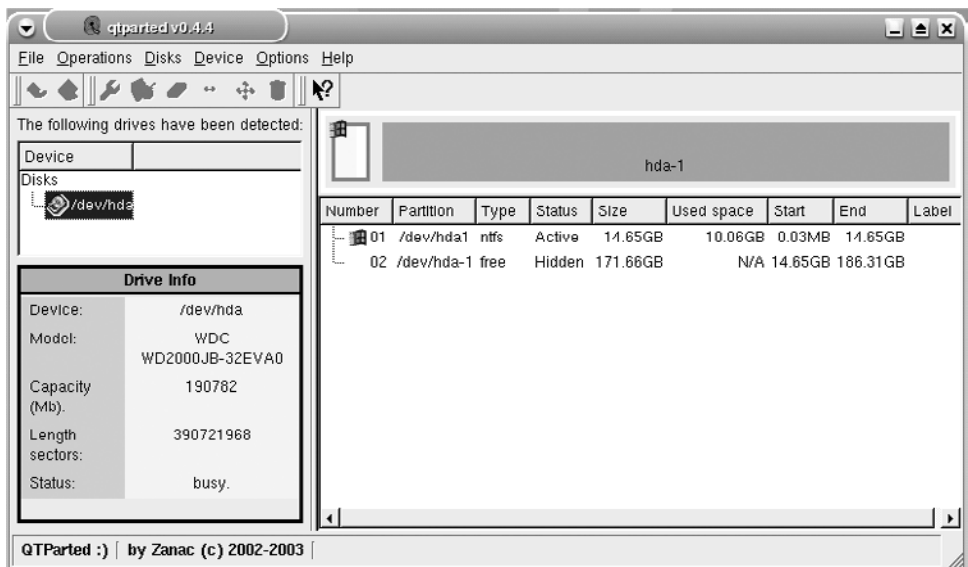 qtparted v0.4.4
File Operations Disks Device Options Help
The following drives have been detected:
Device
Disks
/dev/hda
Drive Info
Device: /dev/hda
Model: WDC
WD2000JB-32EVA0
Capacity 190782
(Mb).
Length 390721968
sectors:
Status: busy.
hda-1
Number Partition Type Status Size Used space Start End Label
01 /dev/hda1 ntfs Active 14.65GB 10.06GB 0.03MB 14.65GB
02 /dev/hda-1 free Hidden 171.66GB N/A 14.65GB 186.31GB
QTParted :) by Zanac (c) 2002-2003